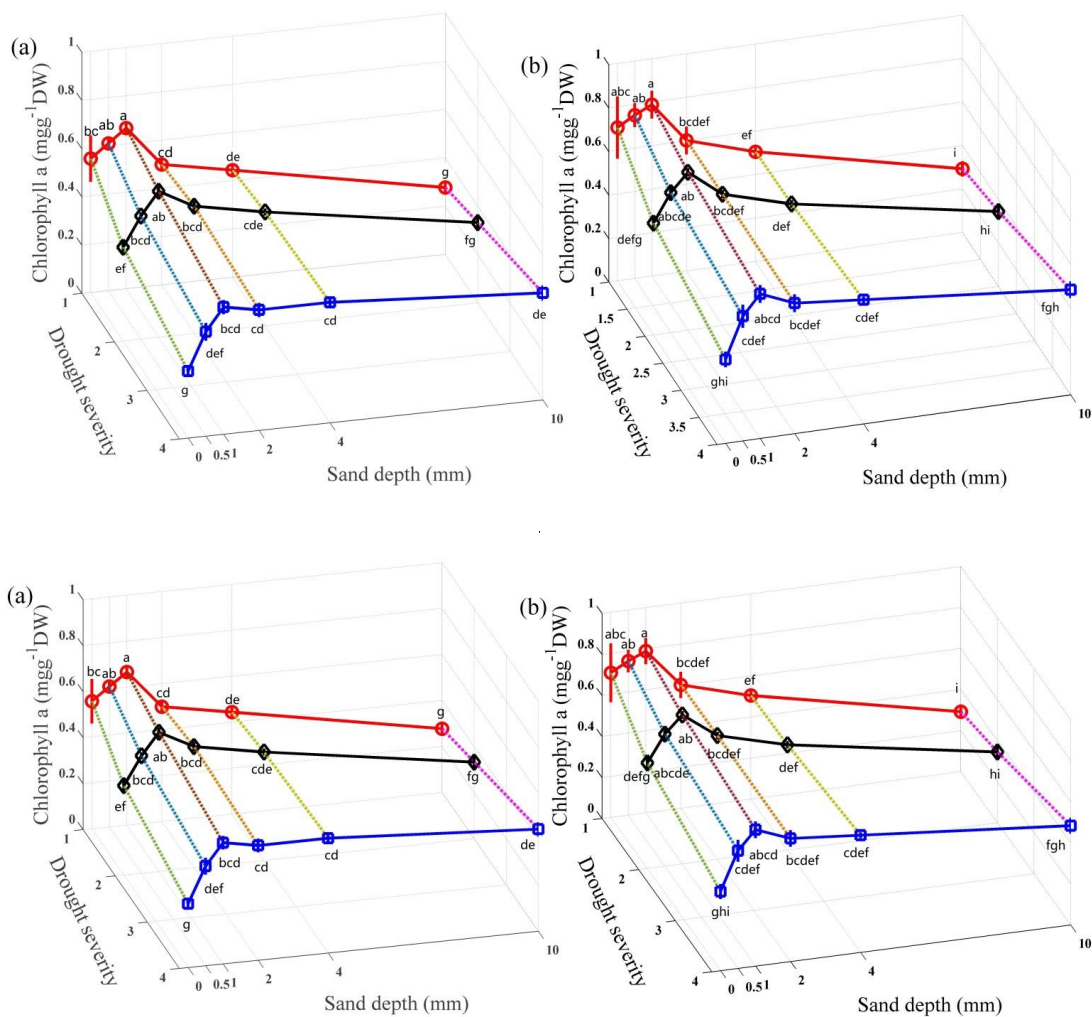 (a)
Chlorophyll a (mgg-1DW)
1
0.8
0.6
0.4
0.2
0
bc
ab
a
cd
de
g
ef
bcd
ab
bcd
cde
fg
g
def
bcd
cd
cd
de
1
2
3
4
Drought severity
0
0.5
1
2
4
10
Sand depth (mm)
(b)
Chlorophyll a (mgg-1DW)
1
0.8
0.6
0.4
0.2
0
abc
ab
a
bcdef
ef
i
defg
abcde
ab
bcdef
def
hi
ghi
cdef
abcd
bcdef
cdef
fgh
1
1.5
2
2.5
3
3.5
4
Drought severity
0
0.5
1
2
4
10
Sand depth (mm)
(a)
Chlorophyll a (mgg-1DW)
1
0.8
0.6
0.4
0.2
0
bc
ab
a
cd
de
g
ef
bcd
ab
bcd
cde
fg
g
def
bcd
cd
cd
de
1
2
3
4
Drought severity
0
0.5
1
2
4
10
Sand depth (mm)
(b)
Chlorophyll a (mgg-1DW)
1
0.8
0.6
0.4
0.2
0
abc
ab
a
bcdef
ef
i
defg
abcde
ab
bcdef
def
hi
ghi
cdef
abcd
bcdef
cdef
fgh
1
2
3
4
Drought severity
0
0.5
1
2
4
10
Sand depth (mm)